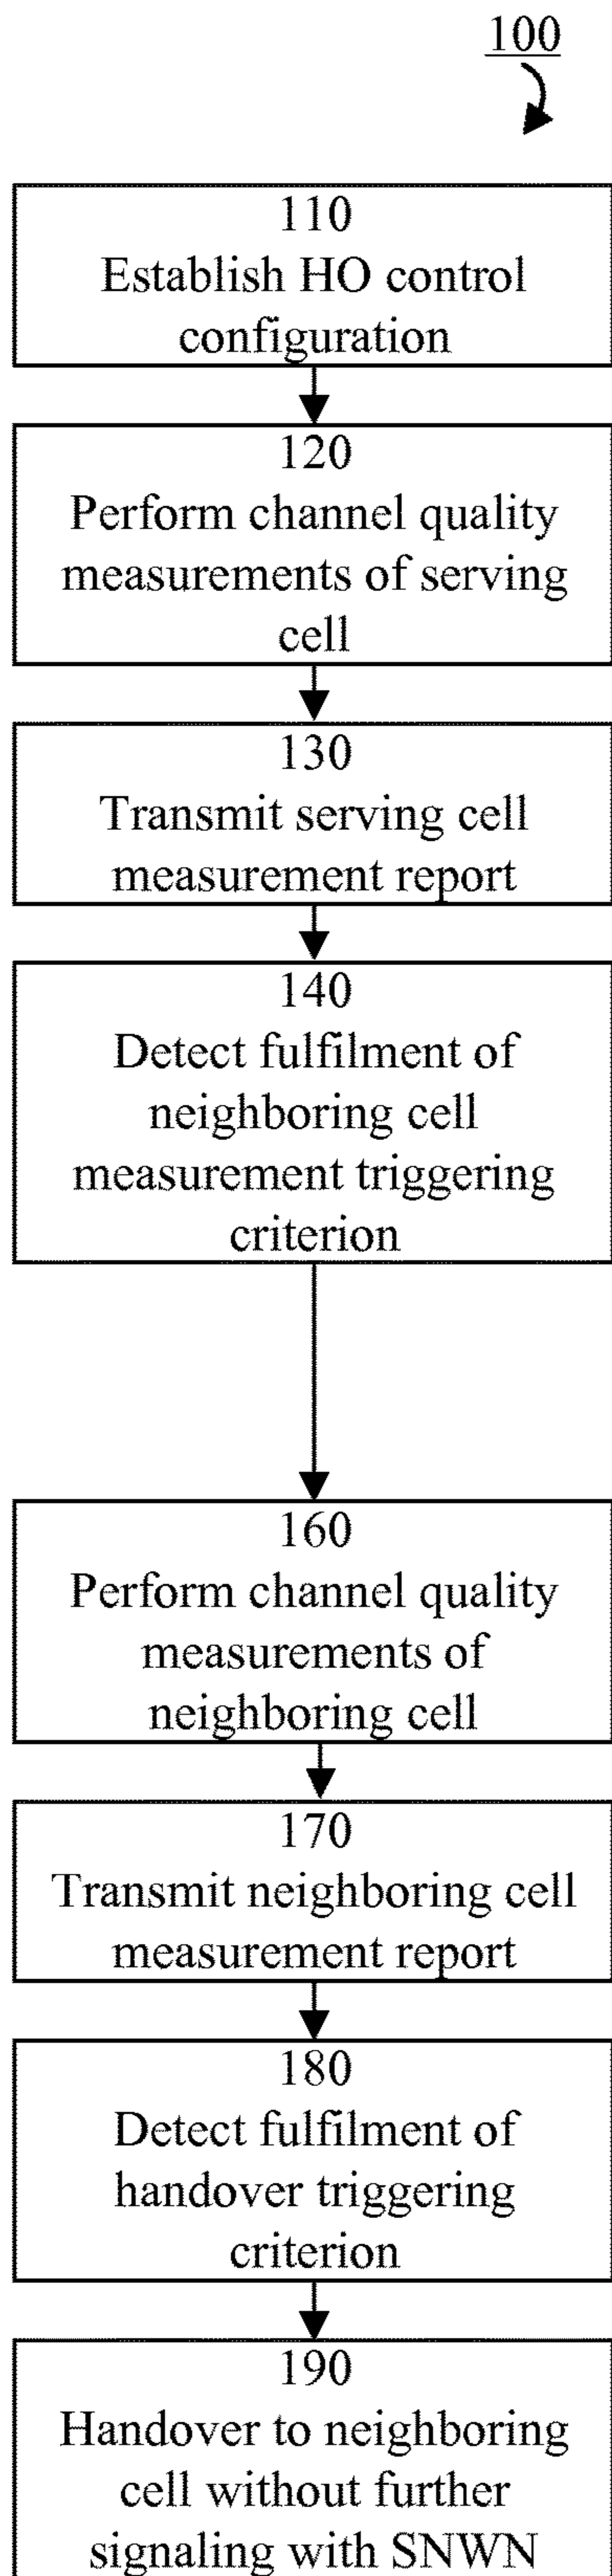 100
110
Establish HO control
configuration
120
Perform channel quality
measurements of serving
cell
130
Transmit serving cell
measurement report
140
Detect fulfilment of
neighboring cell
measurement triggering
criterion
160
Perform channel quality
measurements of
neighboring cell
170
Transmit neighboring cell
measurement report
180
Detect fulfilment of
handover triggering
criterion
190
Handover to neighboring
cell without further
signaling with SNWN